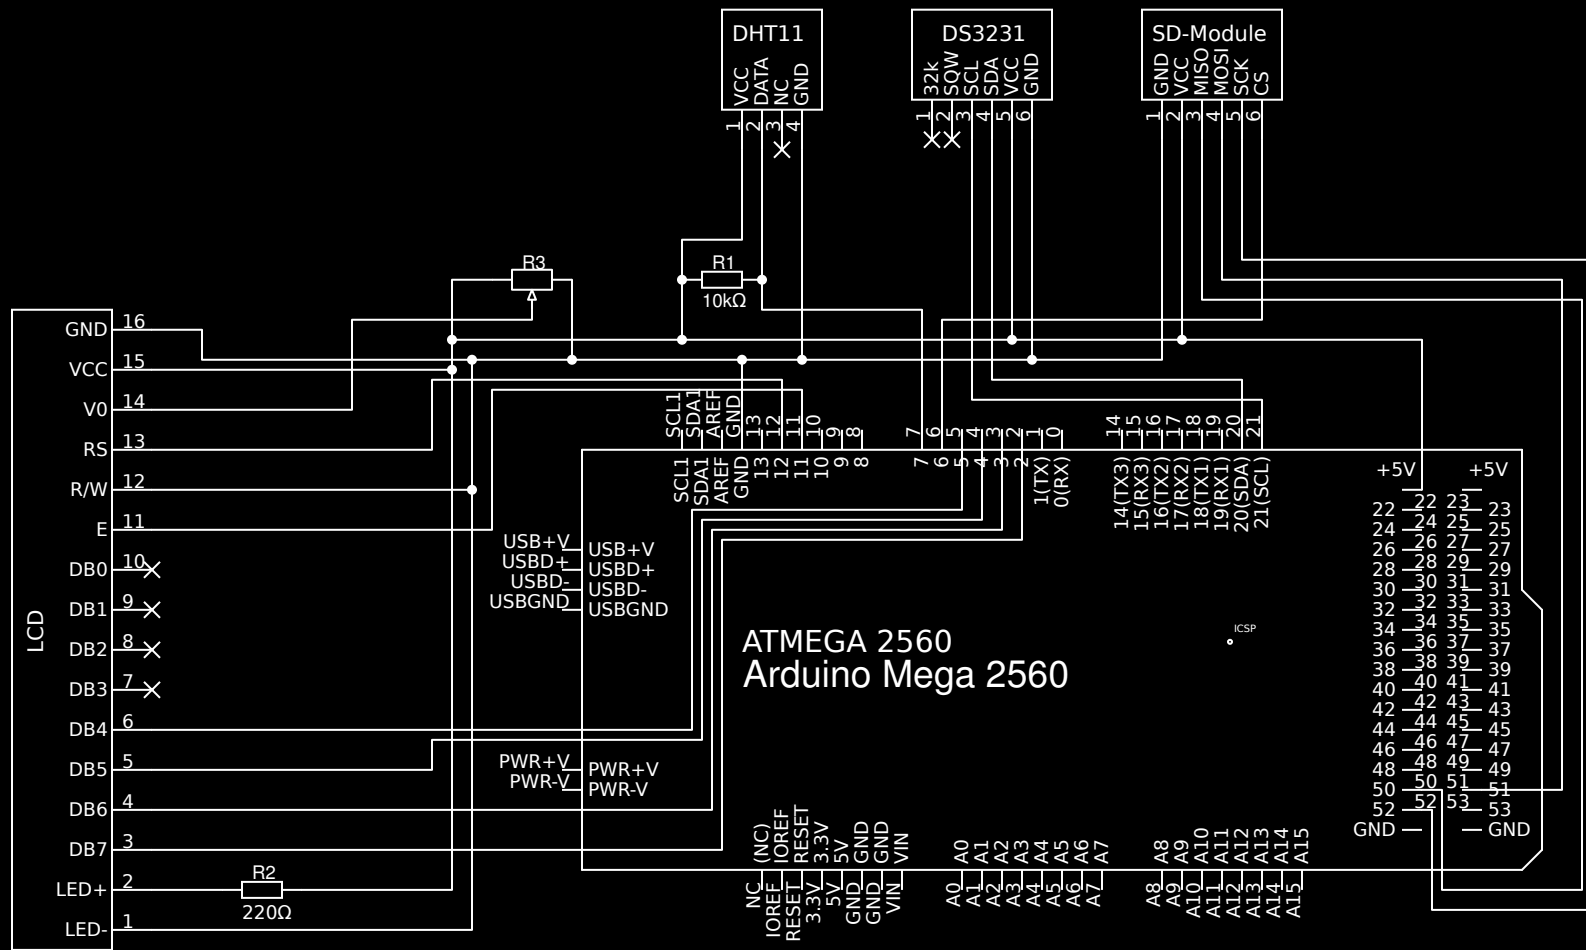 DHT11
VCC
DATA
NC
GND
1
2
3
4
DS3231
32k
SQW
SCL
SDA
VCC
GND
1
2
3
4
5
6
SD-Module
GND
VCC
MISO
MOSI
SCK
CS
1
2
3
4
5
6
R3
R1
10kΩ
LCD
GND 16
VCC 15
V0 14
RS 13
R/W 12
E 11
DB0 10
DB1 9
DB2 8
DB3 7
DB4 6
DB5 5
DB6 4
DB7 3
LED+ 2
LED- 1
R2
220Ω
SCL1
SDA1
AREF
GND
13
12
11
10
9
8
7
6
5
4
3
2
1
0
14
15
16
17
18
19
20
21
SCL1
SDA1
AREF
GND
13
12
11
10
9
8
7
6
5
4
3
2
1(TX)
0(RX)
14(TX3)
15(RX3)
16(TX2)
17(RX2)
18(TX1)
19(RX1)
20(SDA)
21(SCL)
USB+V USB+V
USBD+ USBD+
USBD- USBD-
USBGND USBGND
ATMEGA 2560
Arduino Mega 2560
ICSP
PWR+V PWR+V
PWR-V PWR-V
+5V +5V
22 23
22 23
24 25
24 25
26 27
26 27
28 29
28 29
30 31
30 31
32 33
32 33
34 35
34 35
36 37
36 37
38 39
38 39
40 41
40 41
42 43
42 43
44 45
44 45
46 47
46 47
48 49
48 49
50 51
50 51
52 53
52 53
GND GND
(NC)
IOREF
RESET
3.3V
5V
GND
GND
VIN
A0
A1
A2
A3
A4
A5
A6
A7
A8
A9
A10
A11
A12
A13
A14
A15
NC
IOREF
RESET
3.3V
5V
GND
GND
VIN
A0
A1
A2
A3
A4
A5
A6
A7
A8
A9
A10
A11
A12
A13
A14
A15